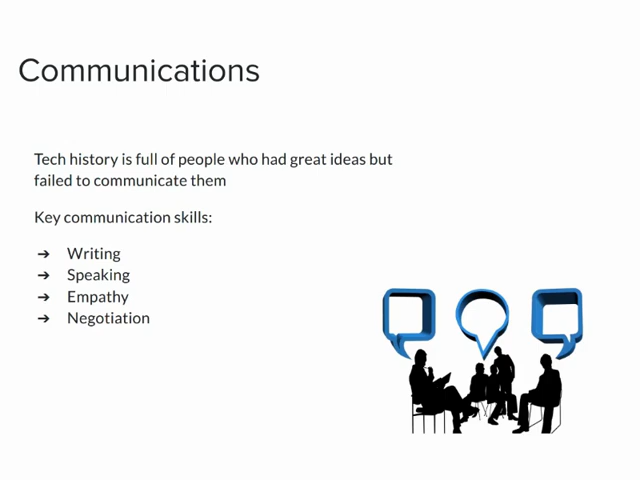 Communications
Tech history is full of people who had great ideas but
failed to communicate them
Key communication skills:
➔ Writing
➔ Speaking
➔ Empathy
➔ Negotiation